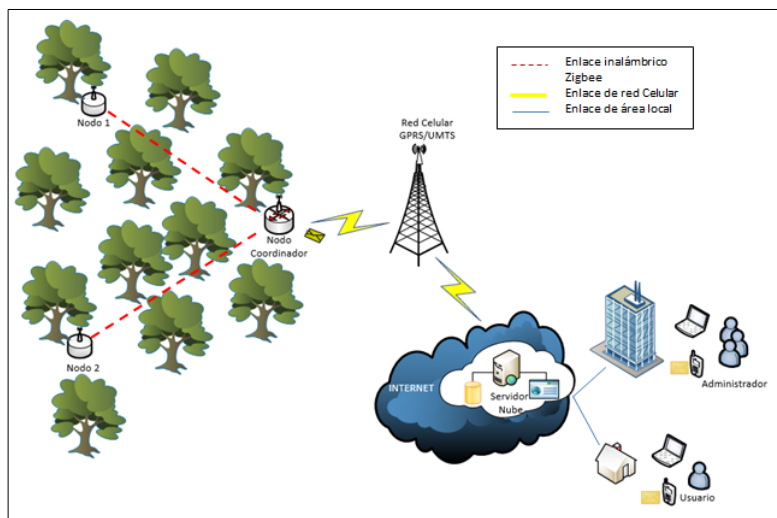 Enlace inalámbrico
Zigbee
Enlace de red Celular
Enlace de área local
Nodo 1
Red Celular
GPRS/UMTS
Nodo
Coordinador
Nodo 2
INTERNET
Servidor
Nube
Administrador
Usuario